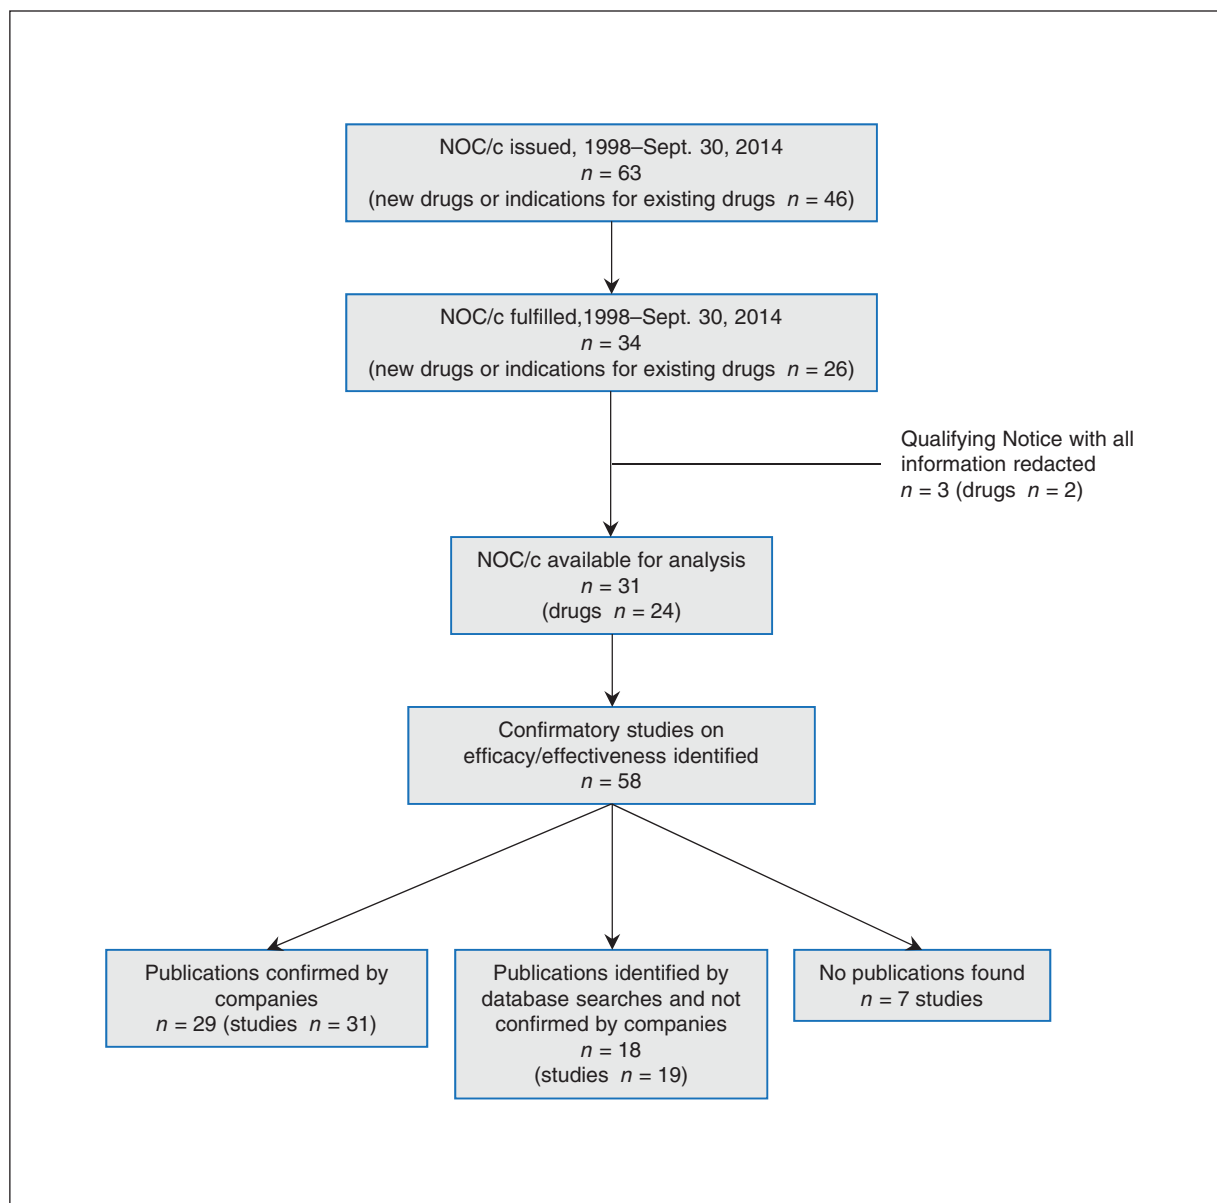 NOC/c issued, 1998–Sept. 30, 2014
n = 63
(new drugs or indications for existing drugs n = 46)
NOC/c fulfilled,1998–Sept. 30, 2014
n = 34
(new drugs or indications for existing drugs n = 26)
Qualifying Notice with all
information redacted
n = 3 (drugs n = 2)
NOC/c available for analysis
n = 31
(drugs n = 24)
Confirmatory studies on
efficacy/effectiveness identified
n = 58
Publications confirmed by
companies
n = 29 (studies n = 31)
Publications identified by
database searches and not
confirmed by companies
n = 18
(studies n = 19)
No publications found
n = 7 studies